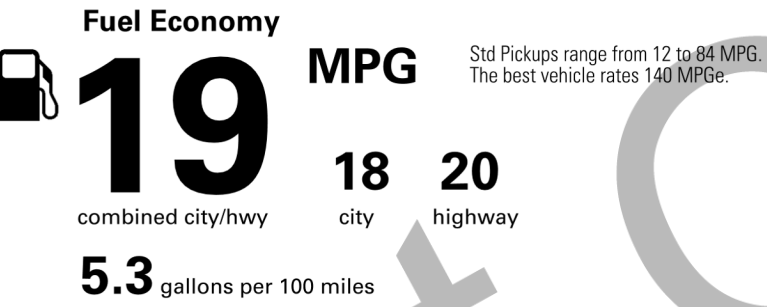 Fuel Economy
19
MPG
Std Pickups range from 12 to 84 MPG.
The best vehicle rates 140 MPGe.
18 20
combined city/hwy city highway
5.3 gallons per 100 miles